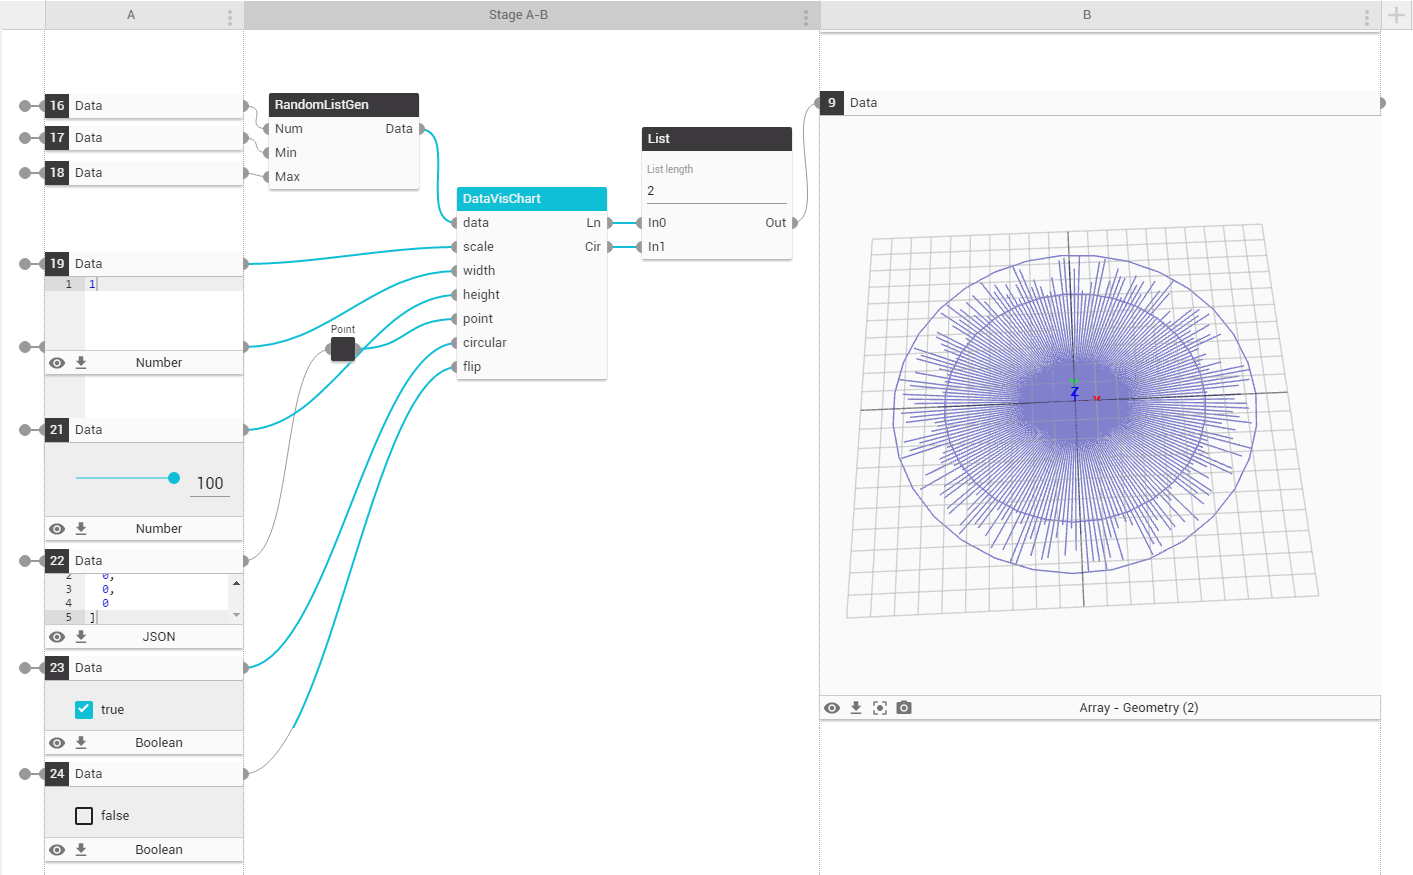 A
Stage A-B
B
16 Data
17 Data
18 Data
RandomListGen
Num Data
Min
Max
List
List length
2
In0 Out
In1
9 Data
DataVisChart
data Ln
scale Cir
width
height
point
circular
flip
19 Data
1 1
Number
Point
21 Data
100
Number
22 Data
2 0,
3 0,
4 0
5 ]
JSON
23 Data
true
Boolean
24 Data
false
Boolean
Z
x
Array - Geometry (2)